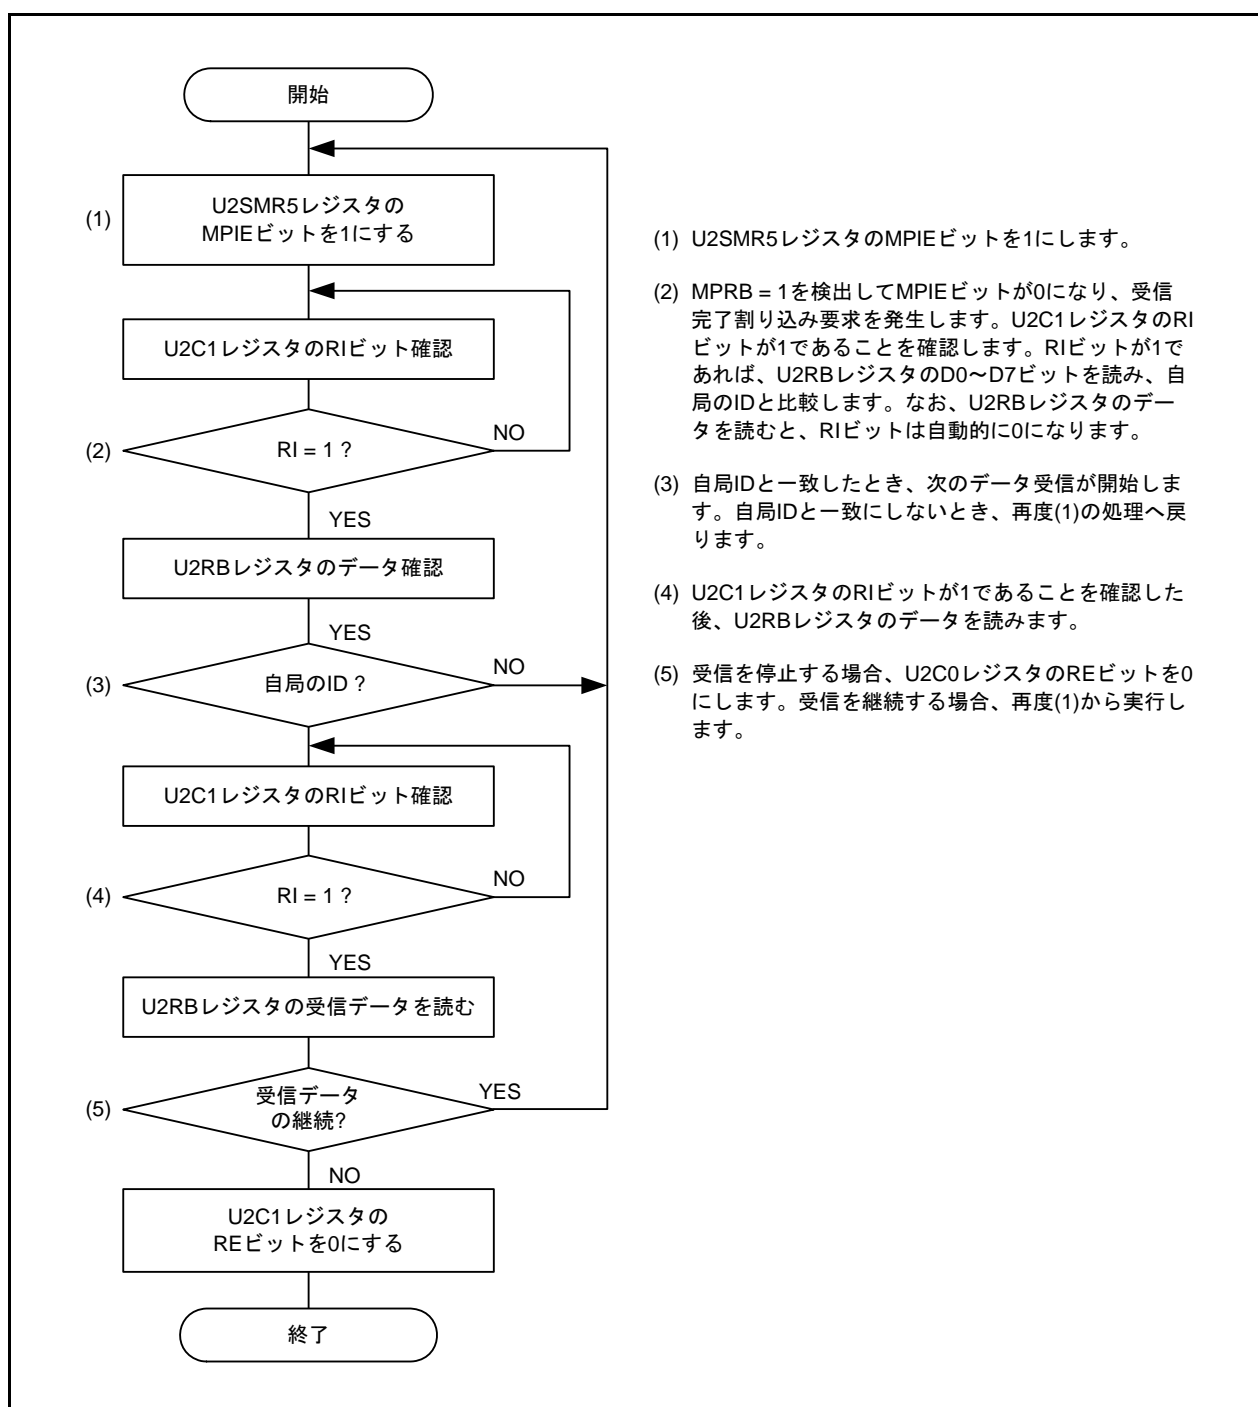 開始
(1)
U2SMR5レジスタの
MPIEビットを1にする
U2C1レジスタのRIビット確認
(2)
RI = 1 ?
NO
YES
U2RBレジスタのデータ確認
YES
(3)
自局のID ?
NO
U2C1レジスタのRIビット確認
(4)
RI = 1 ?
NO
YES
U2RBレジスタの受信データを読む
(5)
受信データ
の継続?
YES
NO
U2C1レジスタの
REビットを0にする
終了
(1) U2SMR5レジスタのMPIEビットを1にします。
(2) MPRB = 1を検出してMPIEビットが0になり、受信
完了割り込み要求を発生します。U2C1レジスタのRI
ビットが1であることを確認します。RIビットが1で
あれば、U2RBレジスタのD0～D7ビットを読み、自
局のIDと比較します。なお、U2RBレジスタのデー
タを読むと、RIビットは自動的に0になります。
(3) 自局IDと一致したとき、次のデータ受信が開始しま
す。自局IDと一致にしないとき、再度(1)の処理へ戻
ります。
(4) U2C1レジスタのRIビットが1であることを確認した
後、U2RBレジスタのデータを読みます。
(5) 受信を停止する場合、U2C0レジスタのREビットを0
にします。受信を継続する場合、再度(1)から実行し
ます。